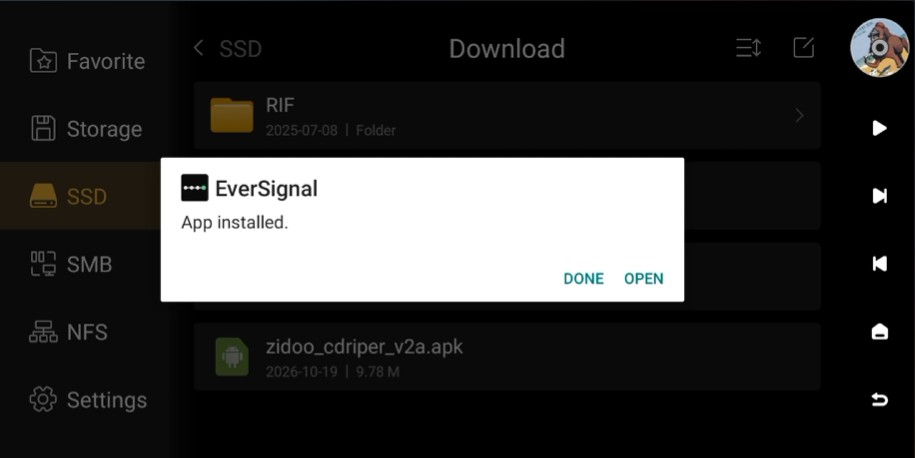 Favorite
Storage
SSD
SMB
NFS
Settings
SSD
Download
RIF
2025-07-08 | Folder
EverSignal
App installed.
DONE OPEN
zidoo_cdriper_v2a.apk
2026-10-19 | 9.78 M